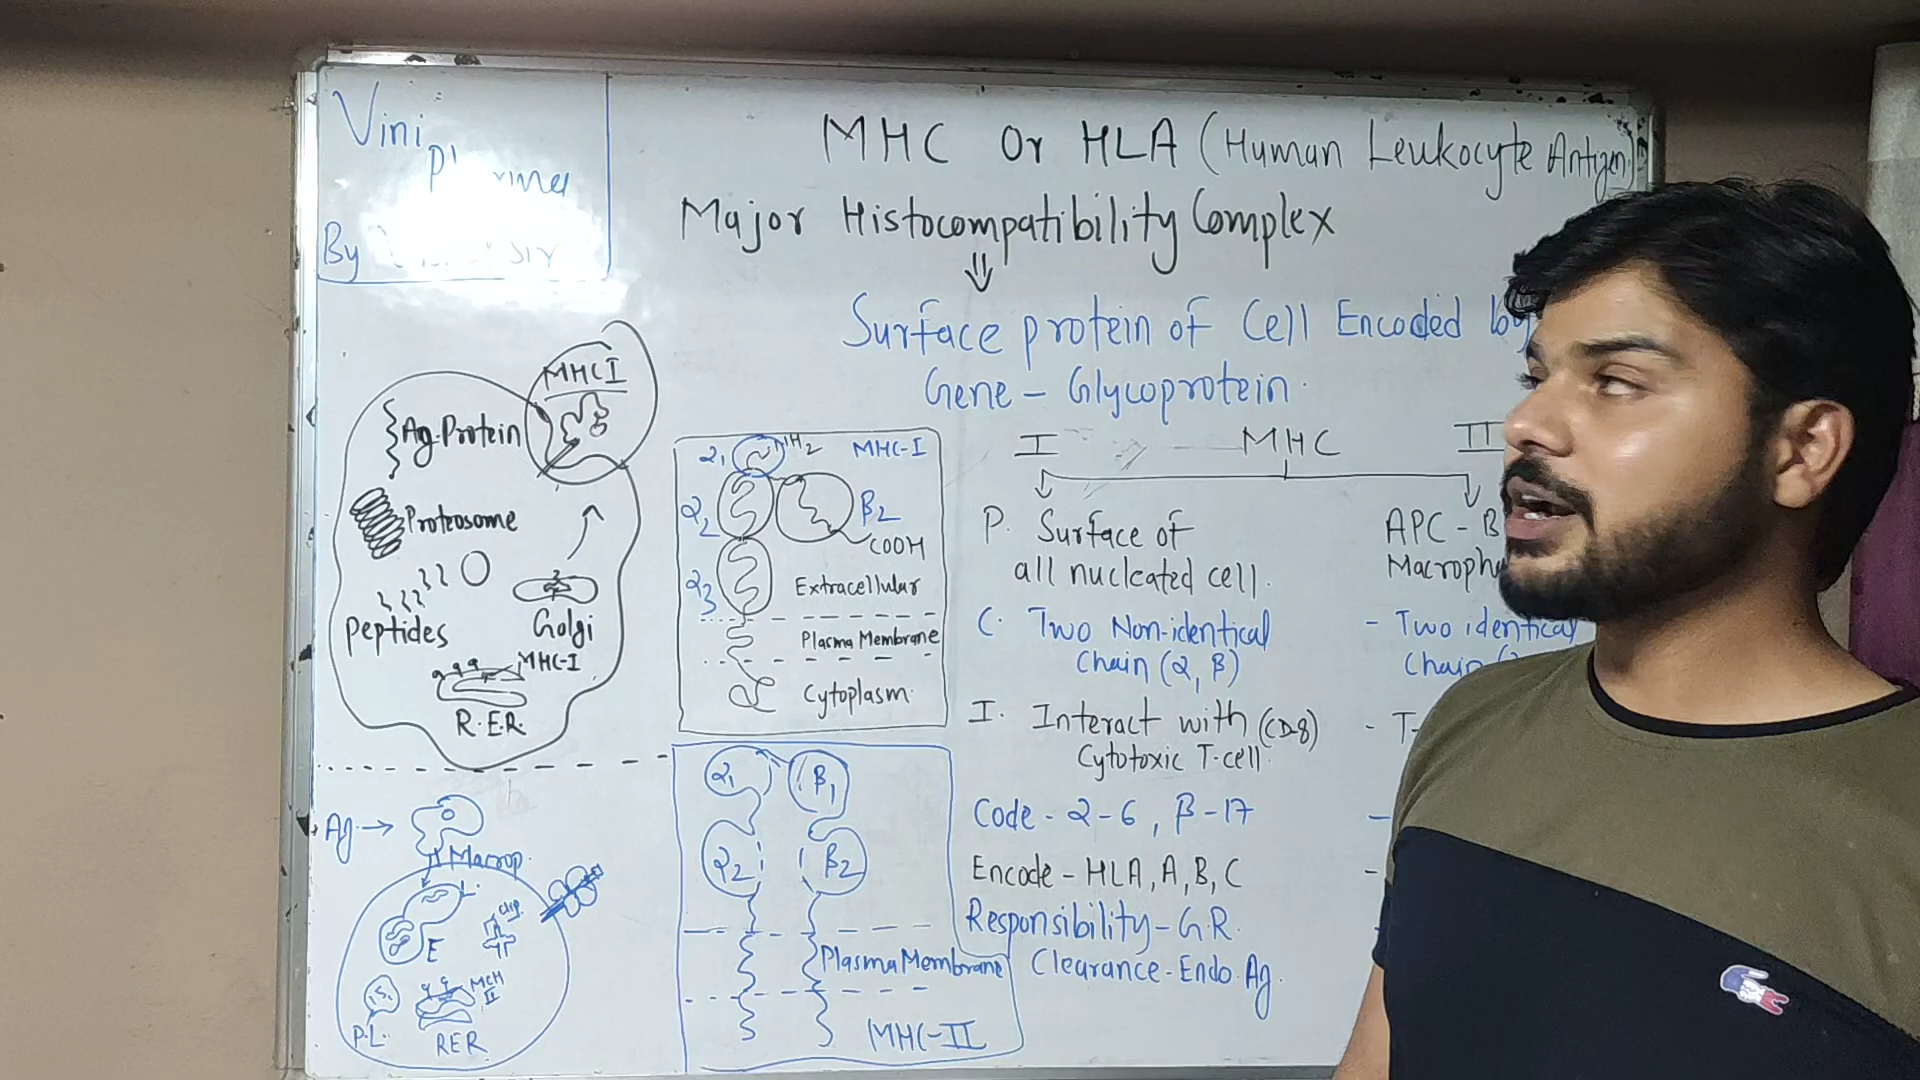 Vini
By
MHC Or HLA (Human Leukocyte Antigen)
Major Histocompatibility Complex
⇓
Surface protein of Cell Encoded by
Gene - Glycoprotein.
MHC I
Ag.Protein
Proteosome
Peptides
Golgi
MHC-I
R.E.R.
α1
NH2
MHC-I
α2
β2
COOH
α3
Extracellular
Plasma Membrane
Cytoplasm.
I MHC II
P. Surface of
all nucleated cell.
C. Two Non-identical
Chain (α, β)
I. Interact with (CD-8)
Cytotoxic T-cell.
Code - α-6, β-17
Encode - HLA, A, B, C
Responsibility - G.R.
Clearance - Endo. Ag.
APC - B
Macroph
- Two identical
Chain
- T-
Ag →
Macrop.
L.
E
Clip
MCH
II
P.L.
RER
α1 β1
α2 β2
Plasma Membrane
MHC-II